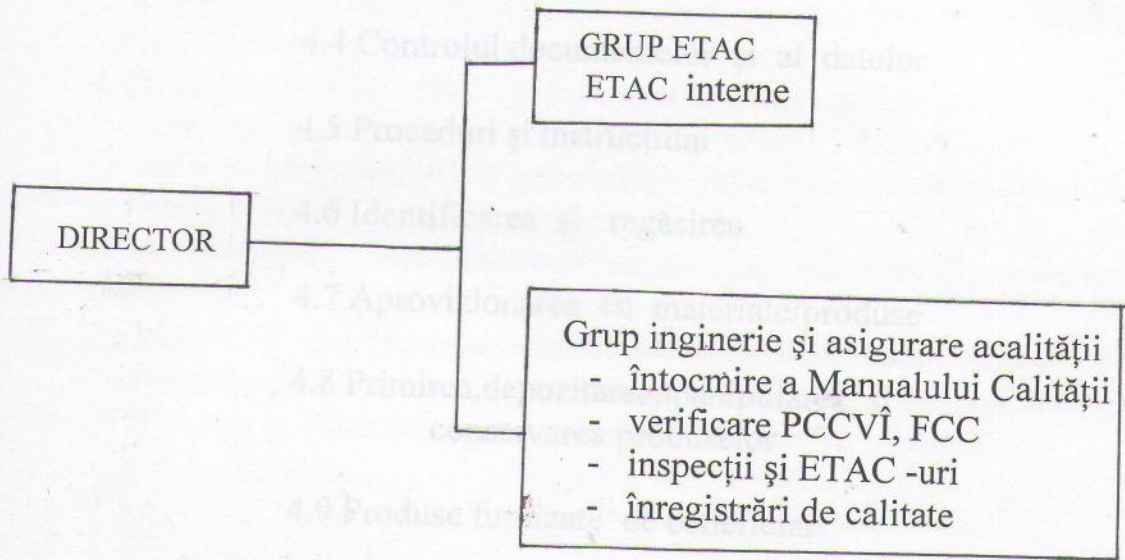 GRUP ETAC
ETAC interne
4.4 Controlul documentelor și al datelor
4.5 Proceduri și instrucțiuni
4.6 Identificarea și regăsirea
DIRECTOR
4.7 Aprovizionarea cu materiale/produse
Grup inginerie și asigurare acalității
- întocmire a Manualului Calității
4.8 Primirea,depozitarea,
- verificare PCCVÎ, FCC
conservarea produselor
- inspecții și ETAC -uri
- înregistrări de calitate
4.9 Produse furnizate de